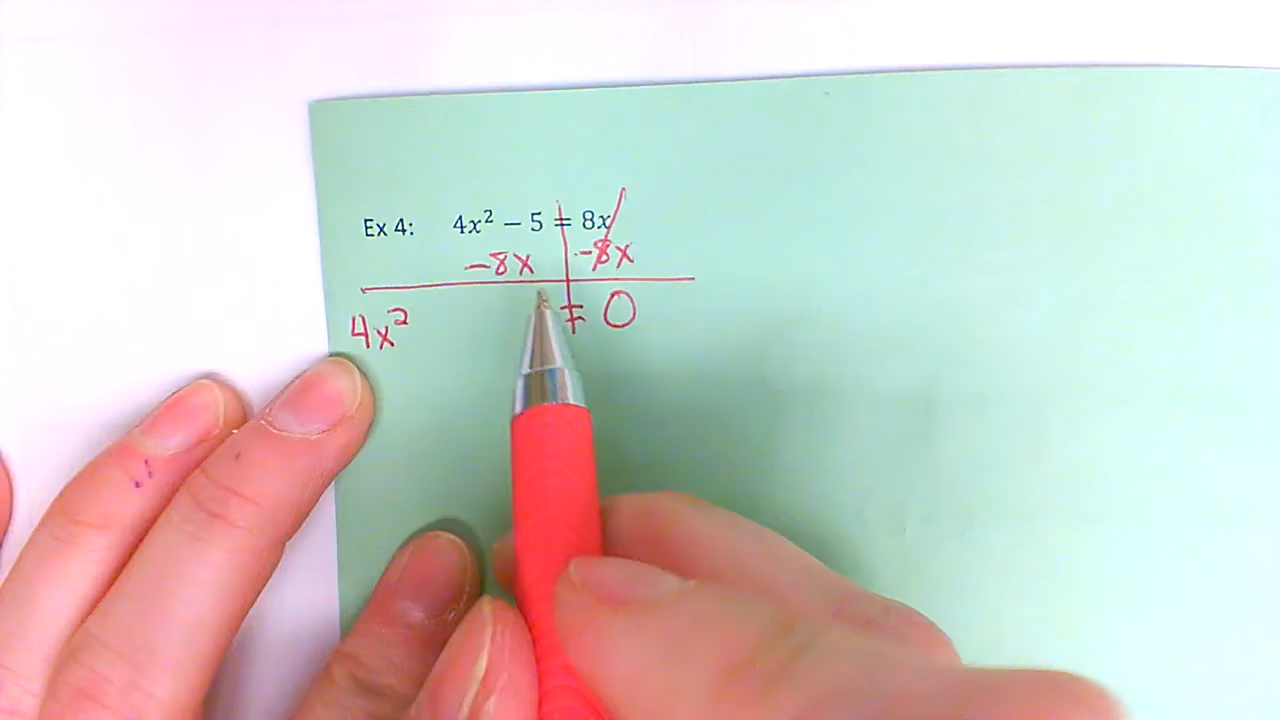 Ex 4: 4x² − 5 = 8x
−8x -8x
4x² = 0